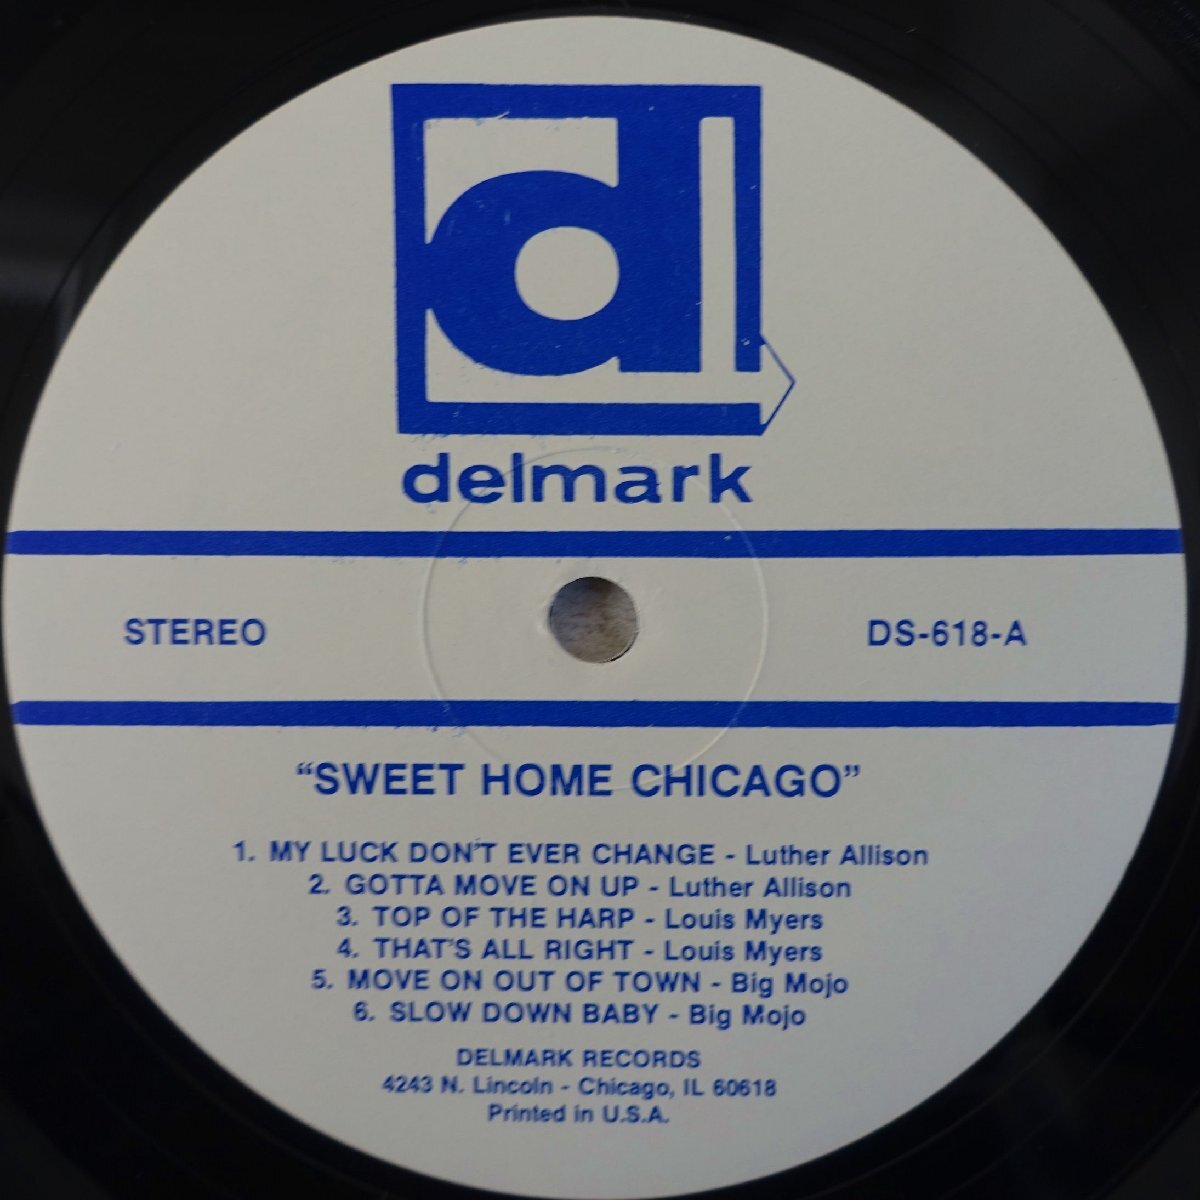 d
delmark
STEREO DS-618-A
“SWEET HOME CHICAGO”
1. MY LUCK DON'T EVER CHANGE - Luther Allison
2. GOTTA MOVE ON UP - Luther Allison
3. TOP OF THE HARP - Louis Myers
4. THAT'S ALL RIGHT - Louis Myers
5. MOVE ON OUT OF TOWN - Big Mojo
6. SLOW DOWN BABY - Big Mojo
DELMARK RECORDS
4243 N. Lincoln - Chicago, IL 60618
Printed in U.S.A.